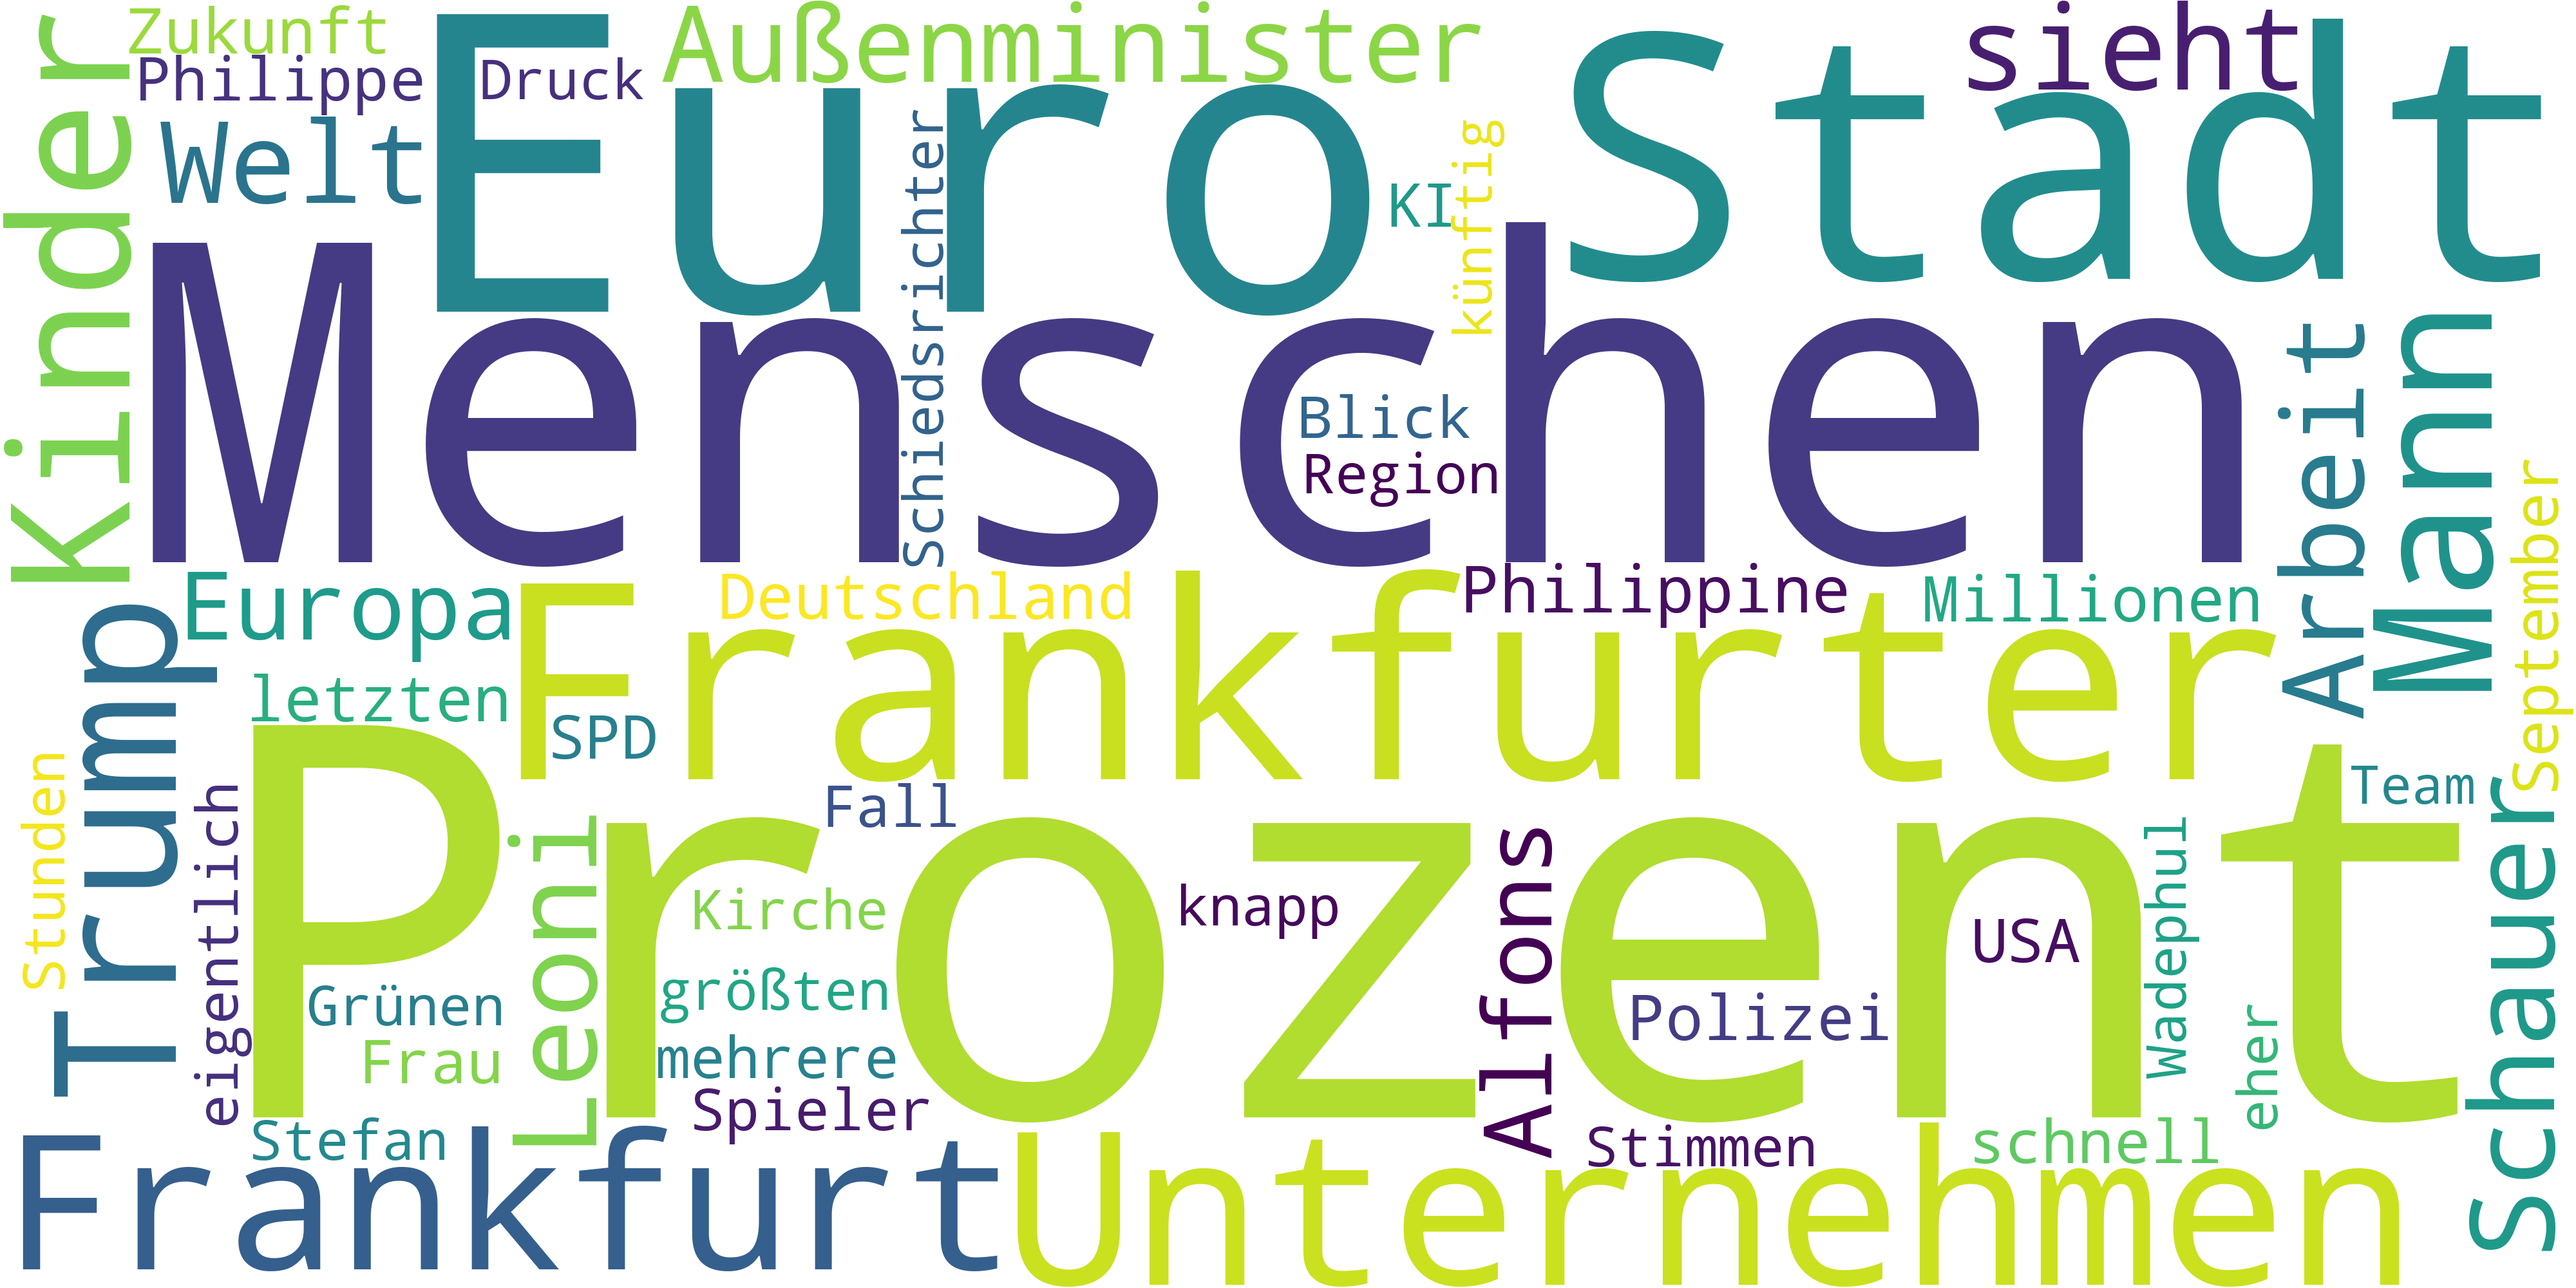 Zukunft
Philippe
Druck
Außenminister
sieht
Kinder
Welt
Euro
Stadt
KI
künftig
Schiedsrichter
Menschen
Blick
Region
Arbeit
Mann
September
Europa
Deutschland
Philippine
Millionen
Trump
letzten
Frankfurter
SPD
Stunden
eigentlich
Prozent
Fall
Team
Leoni
Kirche
knapp
Alfons
USA
Wadephul
Schauer
Grünen
größten
Polizei
Frau
mehrere
eher
Spieler
Stefan
Stimmen
schnell
Frankfurt
Unternehmen